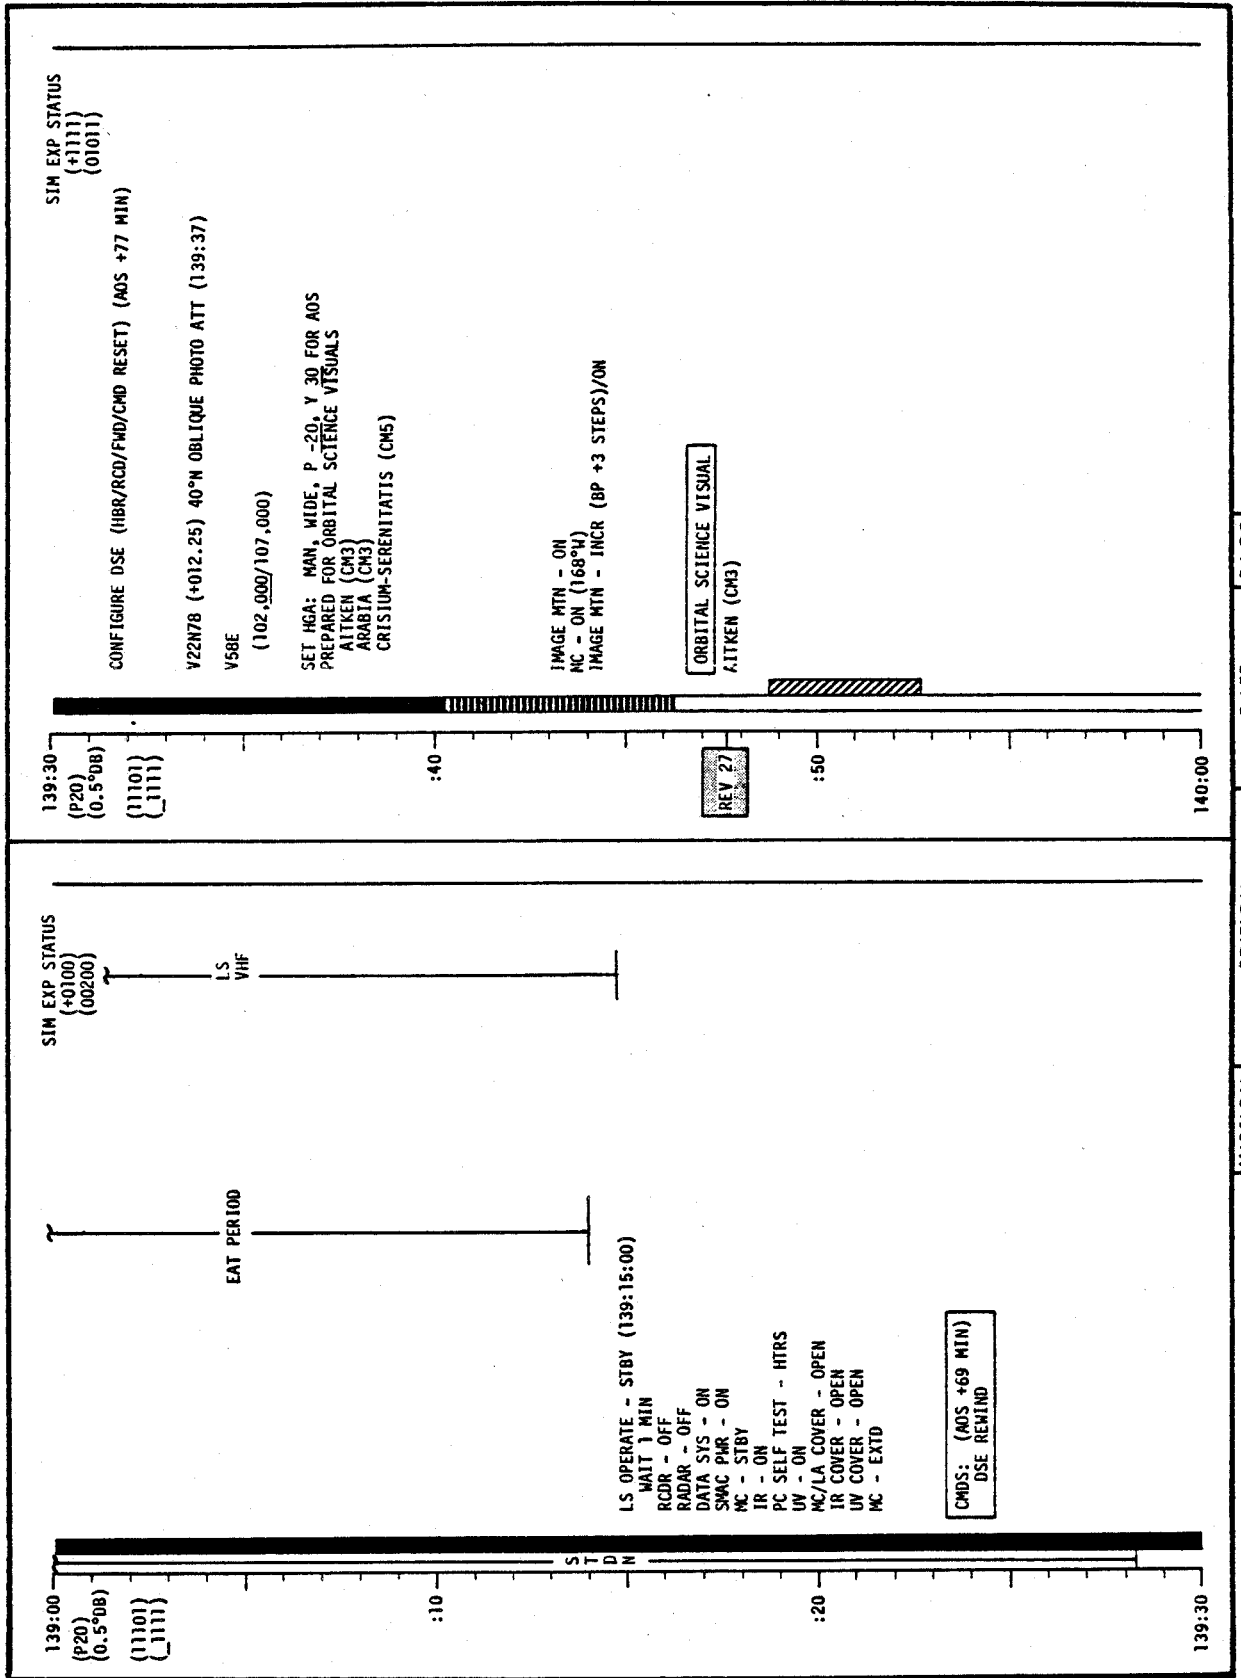 139:00
(P20)
(0.5°DB)
(11101)
(_1111)
:10
:20
139:30
S
T
D
N
EAT PERIOD
SIM EXP STATUS
(+0100)
(00200)
LS
VHF
LS OPERATE - STBY (139:15:00)
WAIT 1 MIN
RCDR - OFF
RADAR - OFF
DATA SYS - ON
SMAC PWR - ON
MC - STBY
IR - ON
PC SELF TEST - HTRS
UV - ON
MC/LA COVER - OPEN
IR COVER - OPEN
UV COVER - OPEN
MC - EXTD
CMDS: (AOS +69 MIN)
DSE REWIND
139:30
(P20)
(0.5°DB)
(11101)
(_1111)
:40
REV 27
:50
140:00
SIM EXP STATUS
(+1111)
(01011)
CONFIGURE DSE (HBR/RCD/FWD/CMD RESET) (AOS +77 MIN)
V22N78 (+012.25) 40°N OBLIQUE PHOTO ATT (139:37)
V58E
(102,000/107,000)
SET HGA: MAN, WIDE, P -20, Y 30 FOR AOS
PREPARED FOR ORBITAL SCIENCE VISUALS
AITKEN (CM3)
ARABIA (CM3)
CRISIUM-SERENITATIS (CM5)
IMAGE MTN - ON
MC - ON (168°W)
IMAGE MTN - INCR (BP +3 STEPS)/ON
ORBITAL SCIENCE VISUAL
AITKEN (CM3)